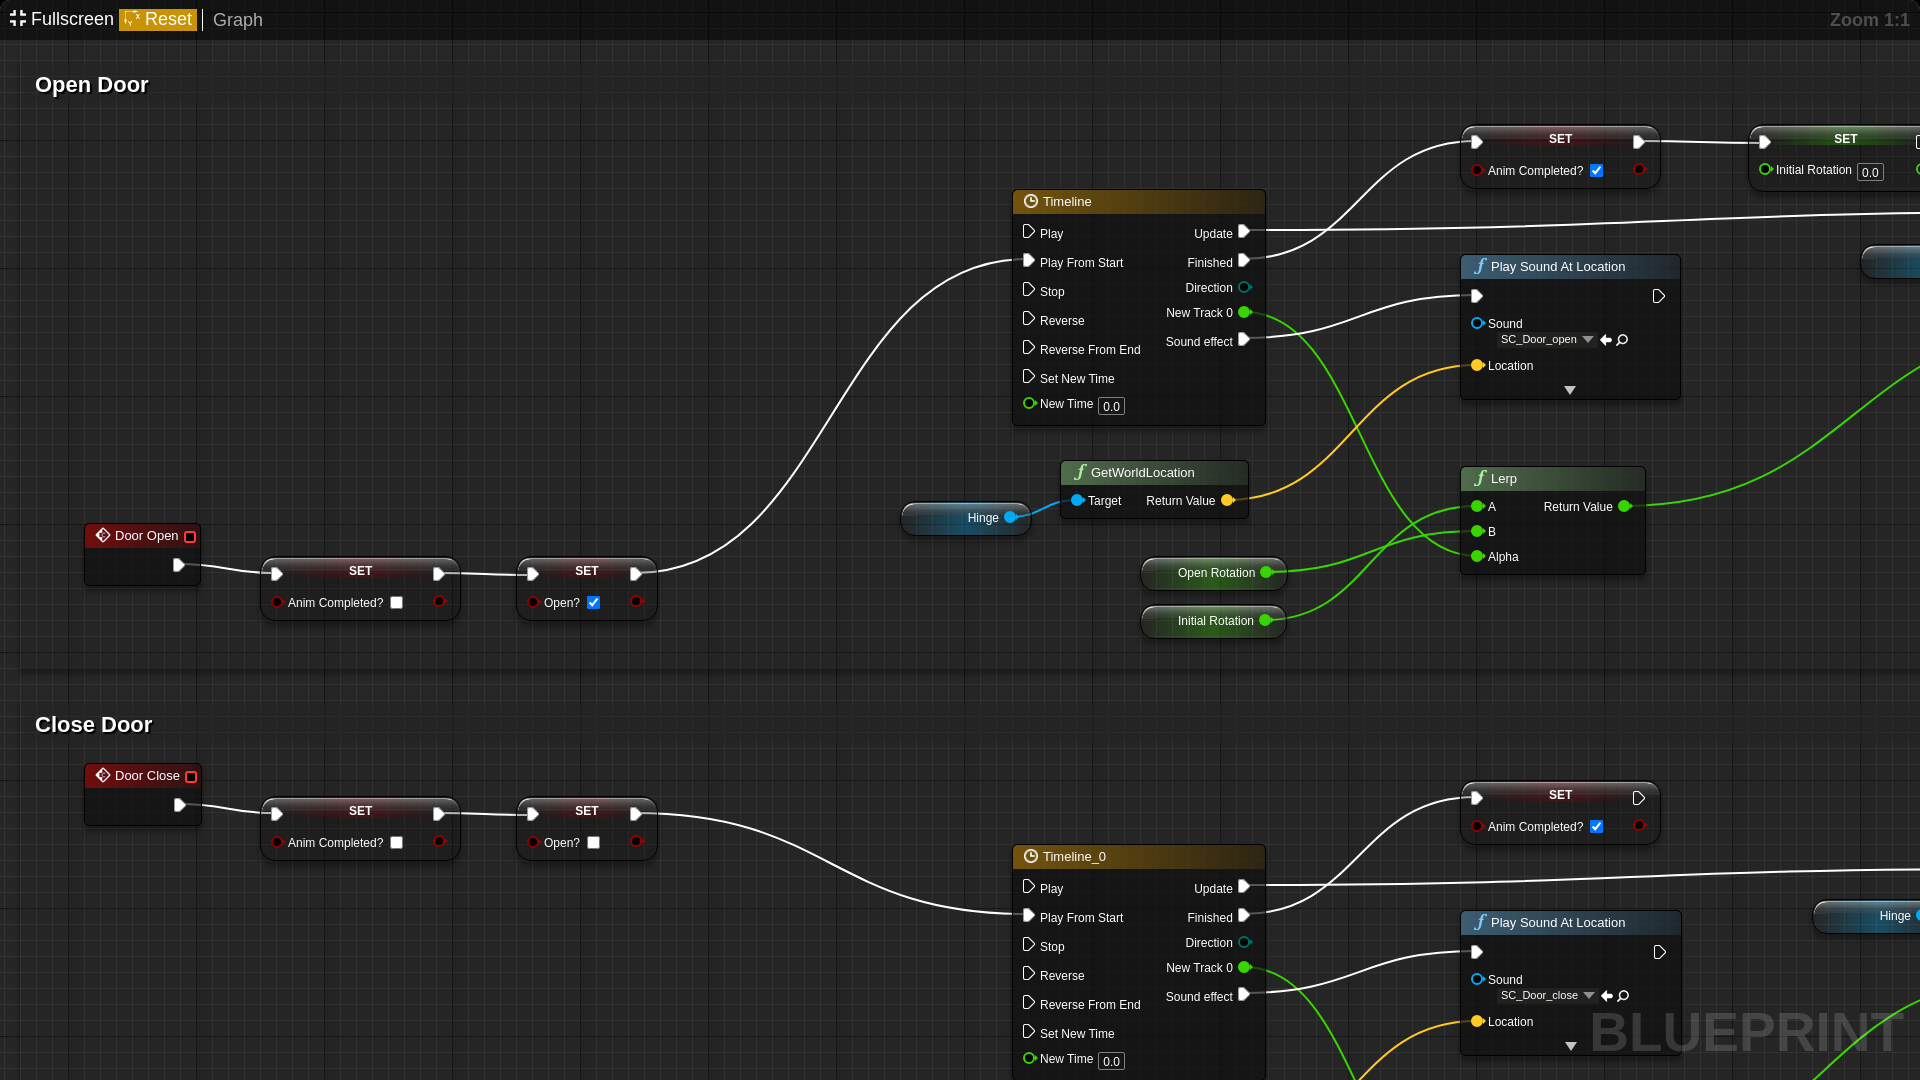 Fullscreen Reset Graph Zoom 1:1
Open Door
SET
Anim Completed?
SET
Initial Rotation 0.0
Timeline
Play Update
Play From Start Finished
Stop Direction
Reverse New Track 0
Reverse From End Sound effect
Set New Time
New Time 0.0
Play Sound At Location
Sound
SC_Door_open
Location
GetWorldLocation
Target Return Value
Hinge
Lerp
A Return Value
B
Alpha
Open Rotation
Initial Rotation
Door Open
SET
Anim Completed?
SET
Open?
Close Door
Door Close
SET
Anim Completed?
SET
Open?
SET
Anim Completed?
Timeline_0
Play Update
Play From Start Finished
Stop Direction
Reverse New Track 0
Reverse From End Sound effect
Set New Time
New Time 0.0
Play Sound At Location
Sound
SC_Door_close
Location
Hinge
BLUEPRINT